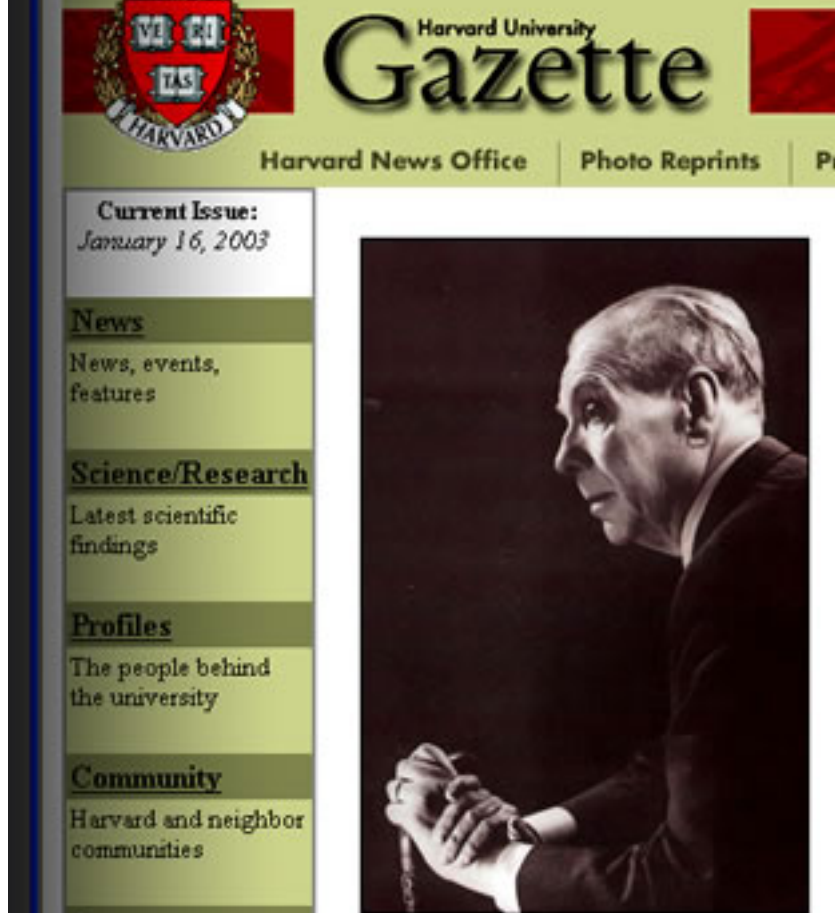 VE RI
TAS
HARVARD
Harvard University
Gazette
Harvard News Office
Photo Reprints
Current Issue:
January 16, 2003
News
News, events,
features
Science/Research
Latest scientific
findings
Profiles
The people behind
the university
Community
Harvard and neighbor
communities